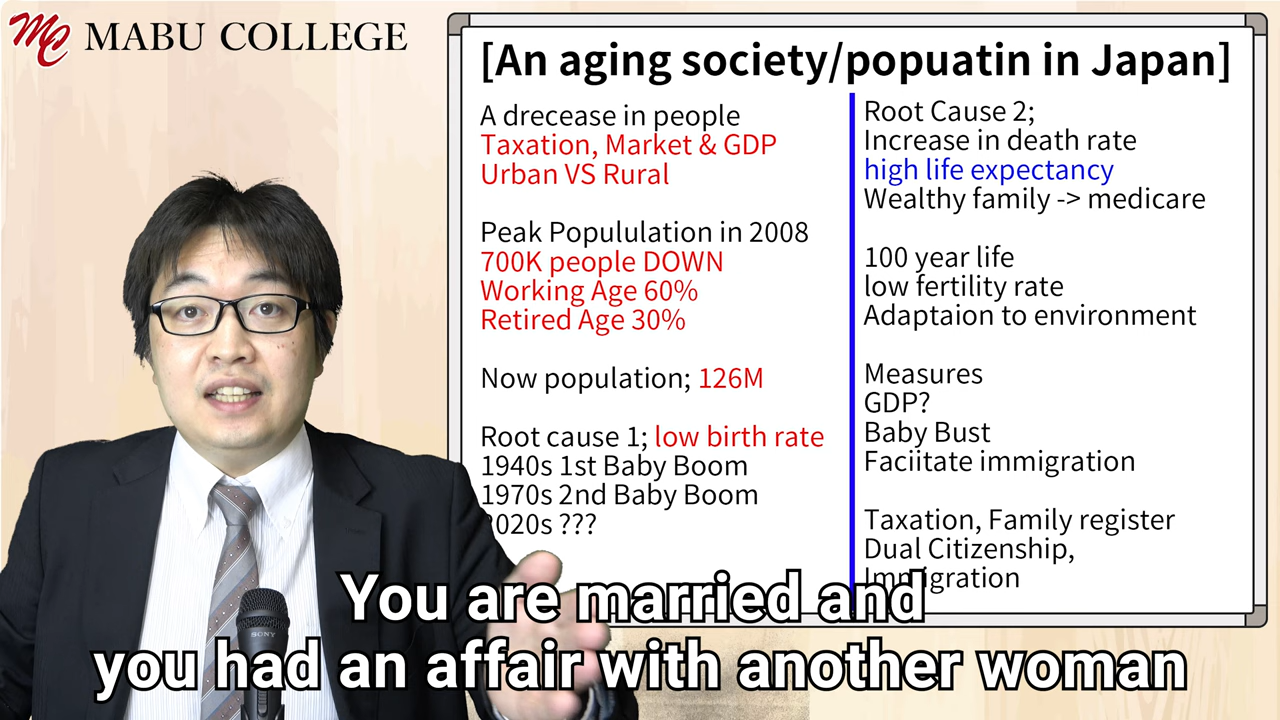 MC MABU COLLEGE
[An aging society/popuatin in Japan]
A drecease in people
Taxation, Market & GDP
Urban VS Rural
Peak Popululation in 2008
700K people DOWN
Working Age 60%
Retired Age 30%
Now population; 126M
Root cause 1; low birth rate
1940s 1st Baby Boom
1970s 2nd Baby Boom
2020s ???
Root Cause 2;
Increase in death rate
high life expectancy
Wealthy family -> medicare
100 year life
low fertility rate
Adaptaion to environment
Measures
GDP?
Baby Bust
Faciitate immigration
Taxation, Family register
Dual Citizenship,
Immigration
SONY
You are married and
you had an affair with another woman